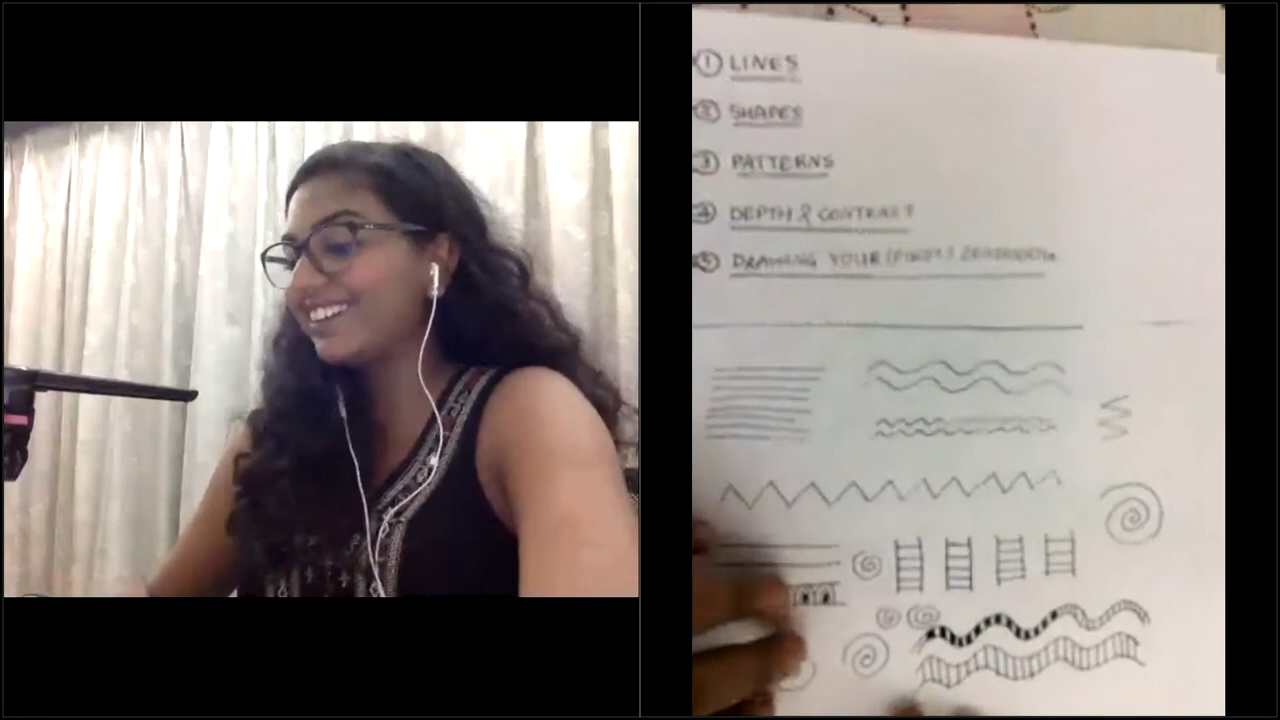 ① LINES
② SHAPES
③ PATTERNS
④ DEPTH & CONTRAST
⑤ DRAWING YOUR (FIRST)